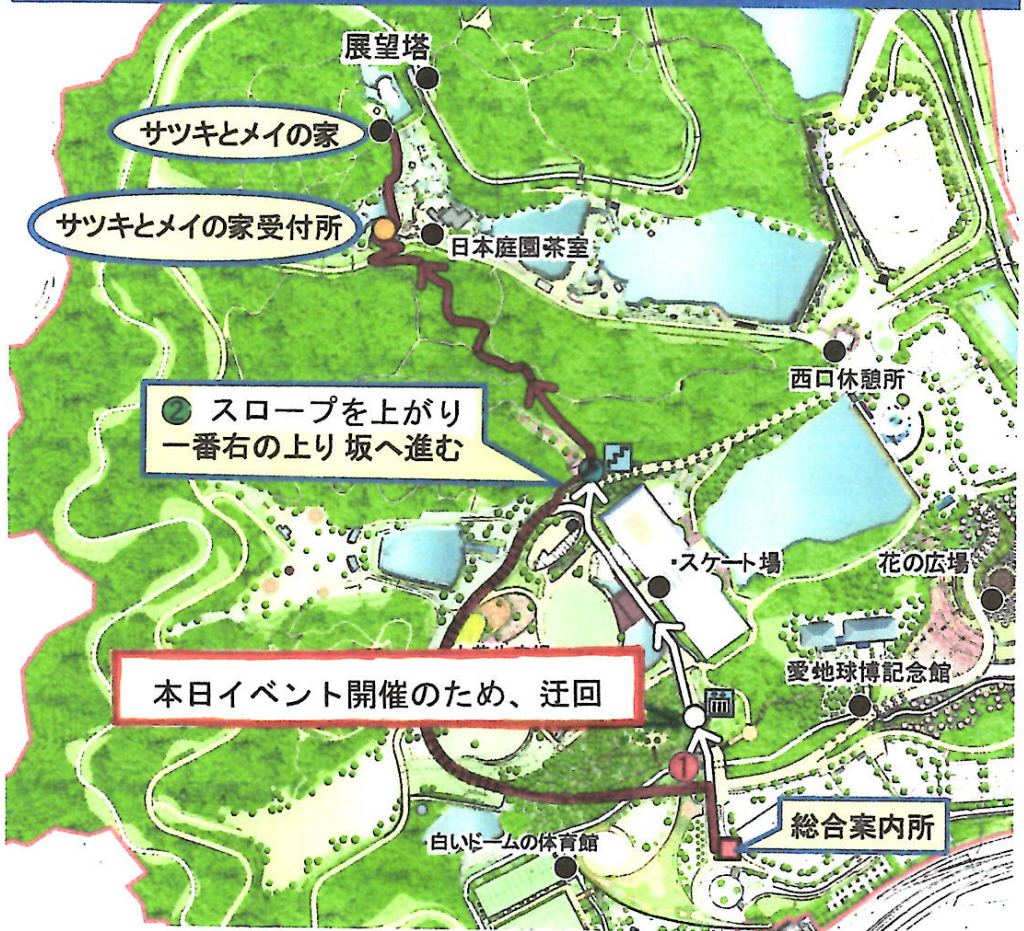 展望塔
サツキとメイの家
サツキとメイの家受付所
日本庭園茶室
西口休憩所
② スロープを上がり
一番右の上り坂へ進む
・スケート場
花の広場
本日イベント開催のため、迂回
愛・地球博記念館
①
総合案内所
白いドームの体育館